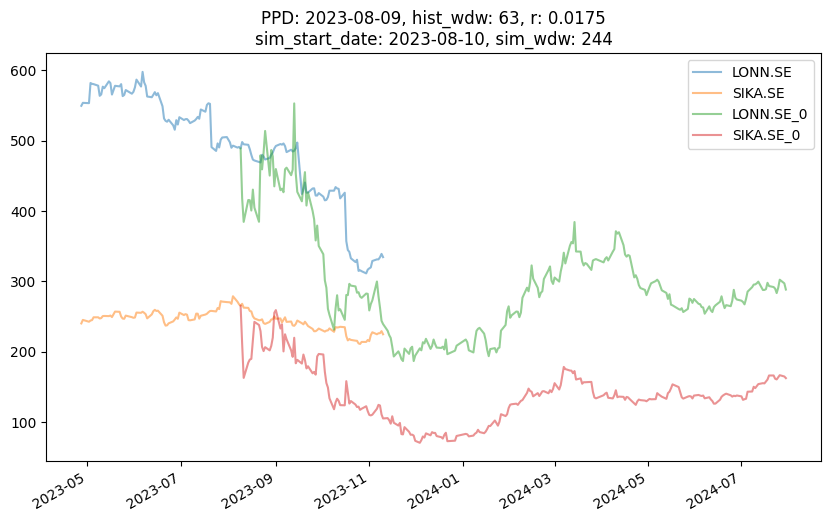 PPD: 2023-08-09, hist_wdw: 63, r: 0.0175
sim_start_date: 2023-08-10, sim_wdw: 244
LONN.SE
SIKA.SE
LONN.SE_0
SIKA.SE_0
600
500
400
300
200
100
2023-05
2023-07
2023-09
2023-11
2024-01
2024-03
2024-05
2024-07